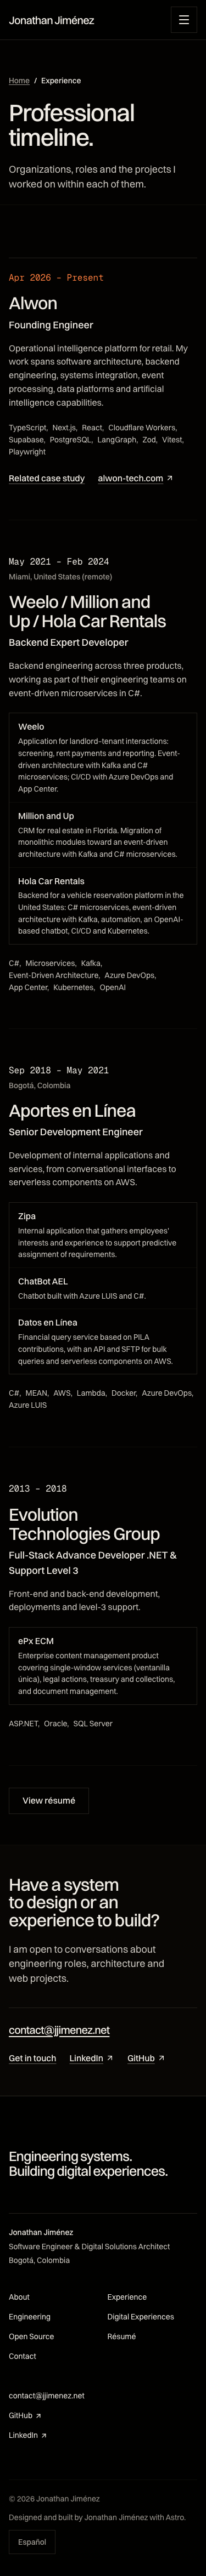 Jonathan Jiménez
Home / Experience
Professional
timeline.
Organizations, roles and the projects I
worked on within each of them.
Apr 2026 – Present
Alwon
Founding Engineer
Operational intelligence platform for retail. My
work spans software architecture, backend
engineering, systems integration, event
processing, data platforms and artificial
intelligence capabilities.
TypeScript, Next.js, React, Cloudflare Workers,
Supabase, PostgreSQL, LangGraph, Zod, Vitest,
Playwright
Related case study alwon-tech.com ↗
May 2021 – Feb 2024
Miami, United States (remote)
Weelo / Million and
Up / Hola Car Rentals
Backend Expert Developer
Backend engineering across three products,
working as part of their engineering teams on
event-driven microservices in C#.
Weelo
Application for landlord–tenant interactions:
screening, rent payments and reporting. Event-
driven architecture with Kafka and C#
microservices; CI/CD with Azure DevOps and
App Center.
Million and Up
CRM for real estate in Florida. Migration of
monolithic modules toward an event-driven
architecture with Kafka and C# microservices.
Hola Car Rentals
Backend for a vehicle reservation platform in the
United States: C# microservices, event-driven
architecture with Kafka, automation, an OpenAI-
based chatbot, CI/CD and Kubernetes.
C#, Microservices, Kafka,
Event-Driven Architecture, Azure DevOps,
App Center, Kubernetes, OpenAI
Sep 2018 – May 2021
Bogotá, Colombia
Aportes en Línea
Senior Development Engineer
Development of internal applications and
services, from conversational interfaces to
serverless components on AWS.
Zipa
Internal application that gathers employees'
interests and experience to support predictive
assignment of requirements.
ChatBot AEL
Chatbot built with Azure LUIS and C#.
Datos en Línea
Financial query service based on PILA
contributions, with an API and SFTP for bulk
queries and serverless components on AWS.
C#, MEAN, AWS, Lambda, Docker, Azure DevOps,
Azure LUIS
2013 – 2018
Evolution
Technologies Group
Full-Stack Advance Developer .NET &
Support Level 3
Front-end and back-end development,
deployments and level-3 support.
ePx ECM
Enterprise content management product
covering single-window services (ventanilla
única), legal actions, treasury and collections,
and document management.
ASP.NET, Oracle, SQL Server
View résumé
Have a system
to design or an
experience to build?
I am open to conversations about
engineering roles, architecture and
web projects.
contact@jjimenez.net
Get in touch LinkedIn ↗ GitHub ↗
Engineering systems.
Building digital experiences.
Jonathan Jiménez
Software Engineer & Digital Solutions Architect
Bogotá, Colombia
About Experience
Engineering Digital Experiences
Open Source Résumé
Contact
contact@jjimenez.net
GitHub ↗
LinkedIn ↗
© 2026 Jonathan Jiménez
Designed and built by Jonathan Jiménez with Astro.
Español